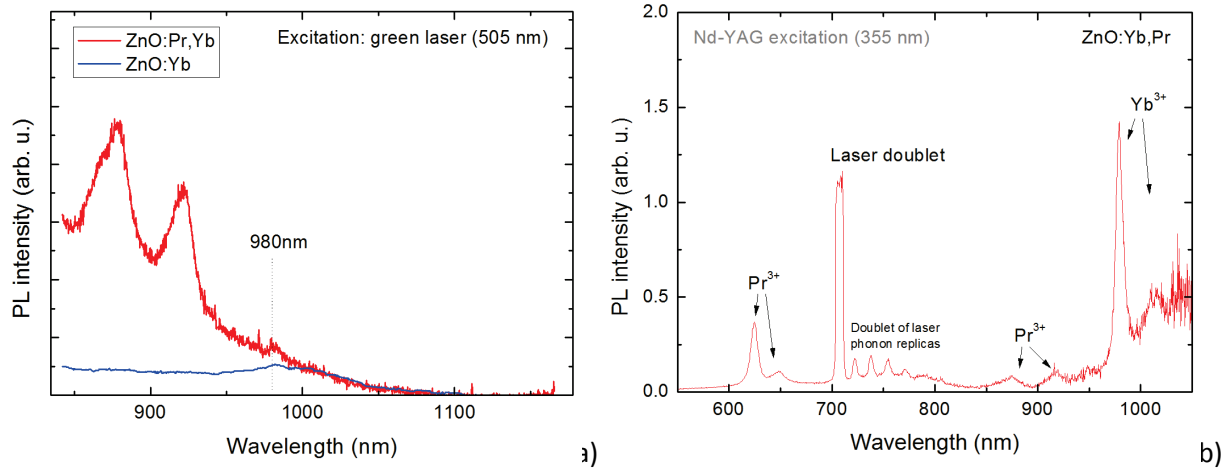 ZnO:Pr,Yb
ZnO:Yb
Excitation: green laser (505 nm)
980nm
PL intensity (arb. u.)
900
1000
1100
Wavelength (nm)
a)
2.0
1.5
1.0
0.5
0.0
Nd-YAG excitation (355 nm)
ZnO:Yb,Pr
Yb³⁺
Laser doublet
Pr³⁺
Doublet of laser
phonon replicas
Pr³⁺
PL intensity (arb. u.)
600
700
800
900
1000
Wavelength (nm)
b)